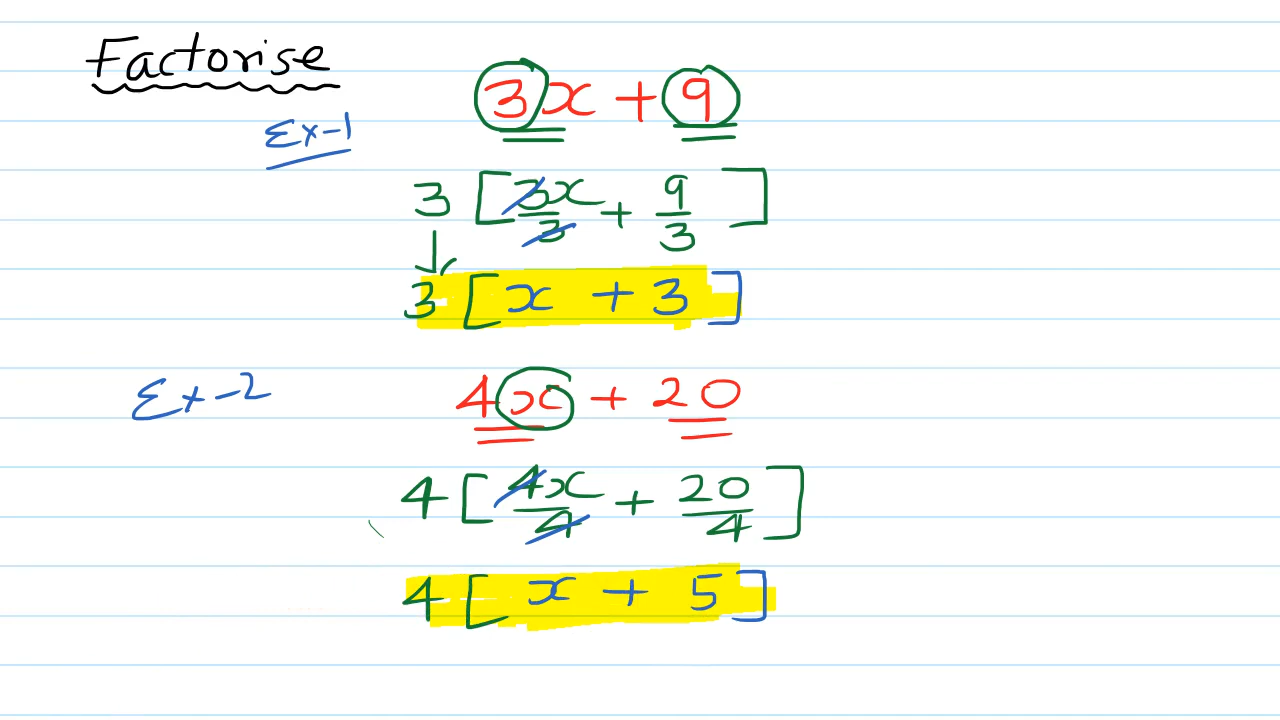 Factorise
Ex-1
3x + 9
3 [ 3x/3 + 9/3 ]
3 [ x + 3 ]
Ex-2
4x + 20
4 [ 4x/4 + 20/4 ]
4 [ x + 5 ]